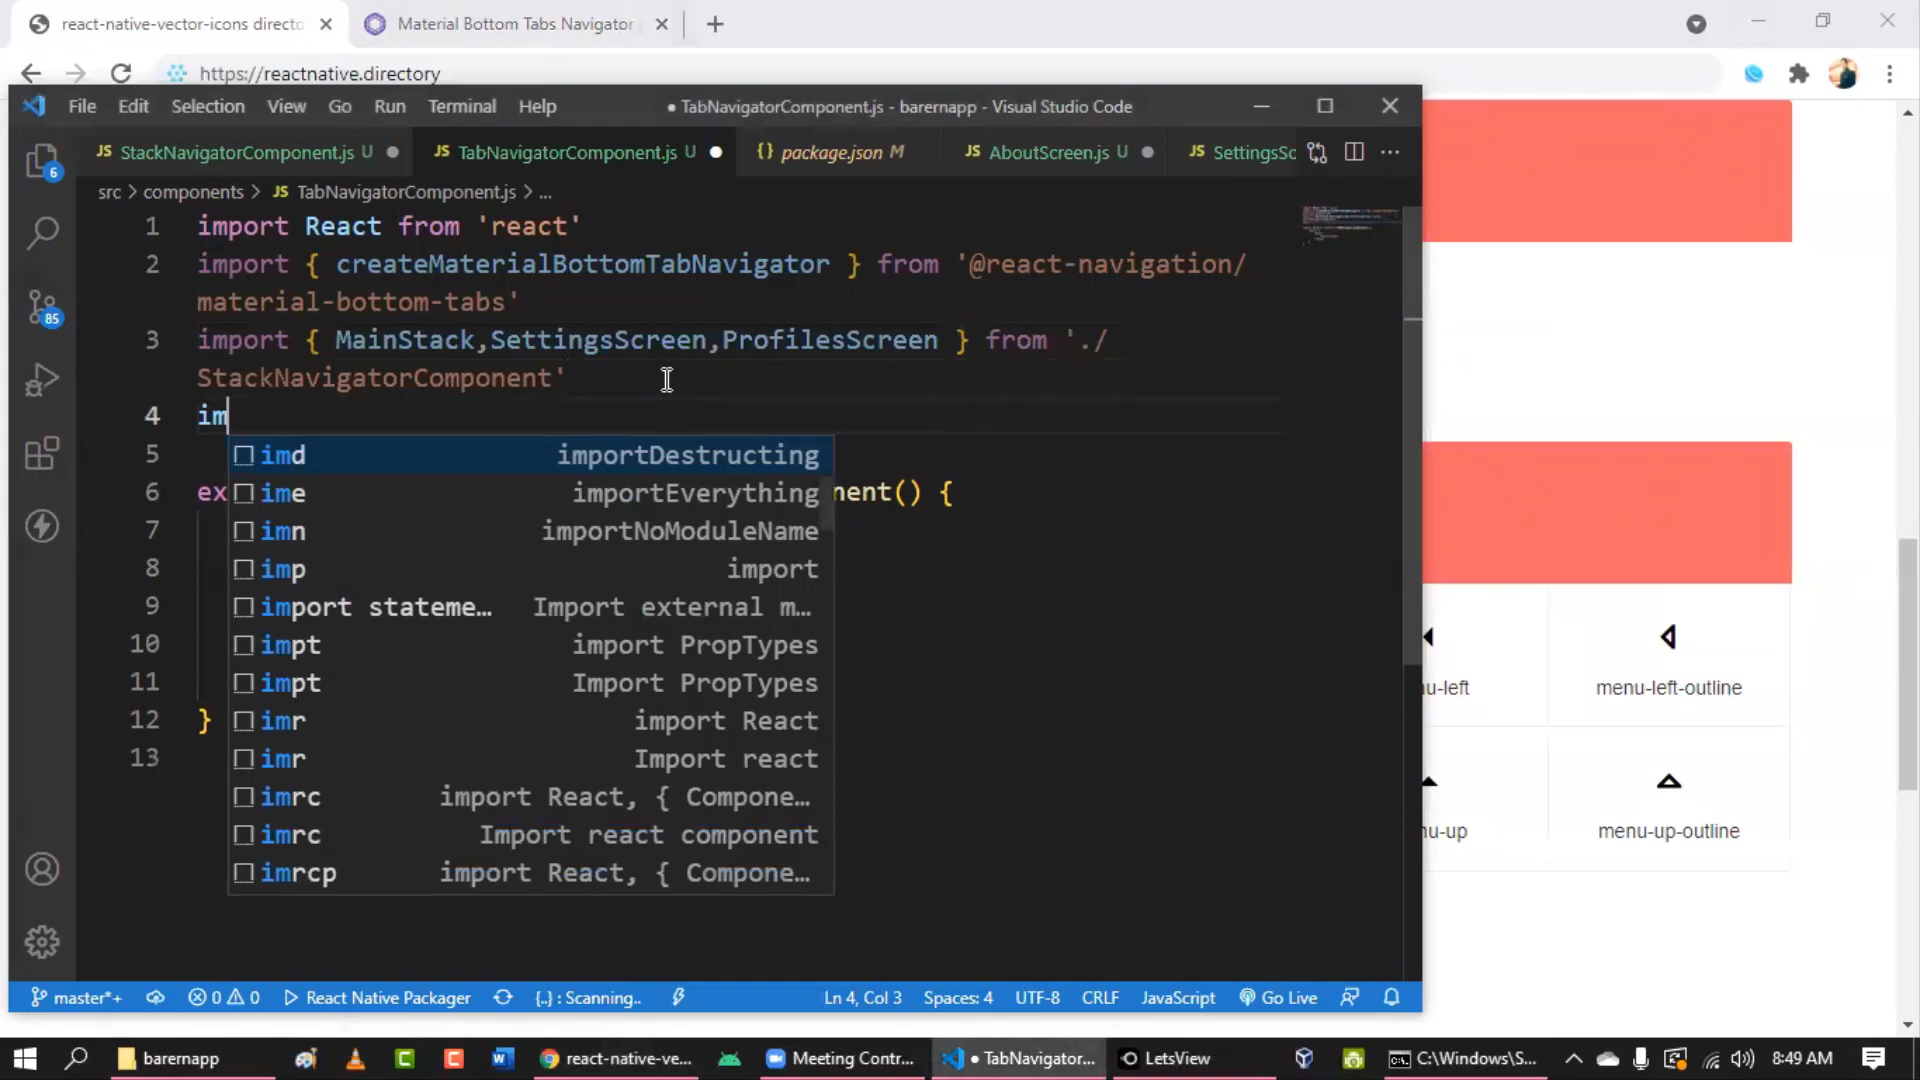 react-native-vector-icons directo
Material Bottom Tabs Navigator
https://reactnative.directory
File Edit Selection View Go Run Terminal Help
● TabNavigatorComponent.js - barernapp - Visual Studio Code
JS StackNavigatorComponent.js U
JS TabNavigatorComponent.js U
{} package.json M
JS AboutScreen.js U
JS SettingsSc
src > components > JS TabNavigatorComponent.js > ...
1 import React from 'react'
2 import { createMaterialBottomTabNavigator } from '@react-navigation/
material-bottom-tabs'
3 import { MainStack,SettingsScreen,ProfilesScreen } from './
StackNavigatorComponent'
4 im
5 imd importDestructing
6 ex ime importEverything nent() {
7 imn importNoModuleName
8 imp import
9 import stateme… Import external m…
10 impt import PropTypes
11 impt Import PropTypes
12 } imr import React
13 imr Import react
imrc import React, { Compone…
imrc Import react component
imrcp import React, { Compone…
6
85
u-left
menu-left-outline
nu-up
menu-up-outline
master*+ 0 0 React Native Packager {..} : Scanning.. Ln 4, Col 3 Spaces: 4 UTF-8 CRLF JavaScript Go Live
barernapp
react-native-ve...
Meeting Contr...
● TabNavigator...
LetsView
C:\Windows\S...
8:49 AM